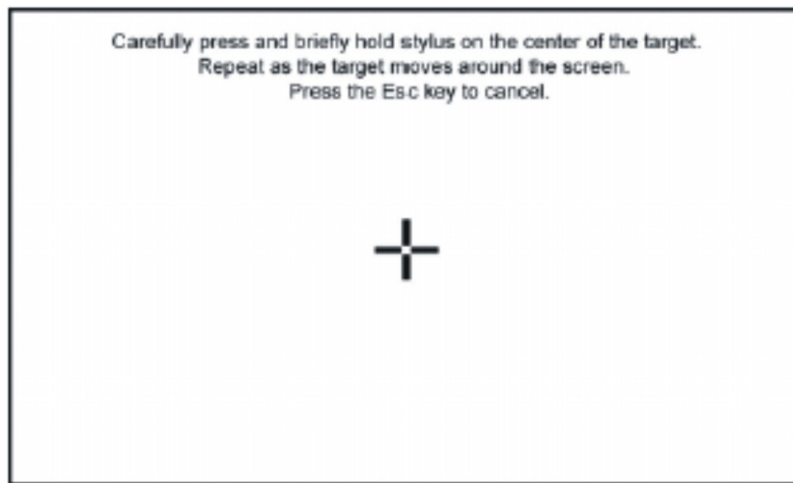 Carefully press and briefly hold stylus on the center of the target.
Repeat as the target moves around the screen.
Press the Esc key to cancel.